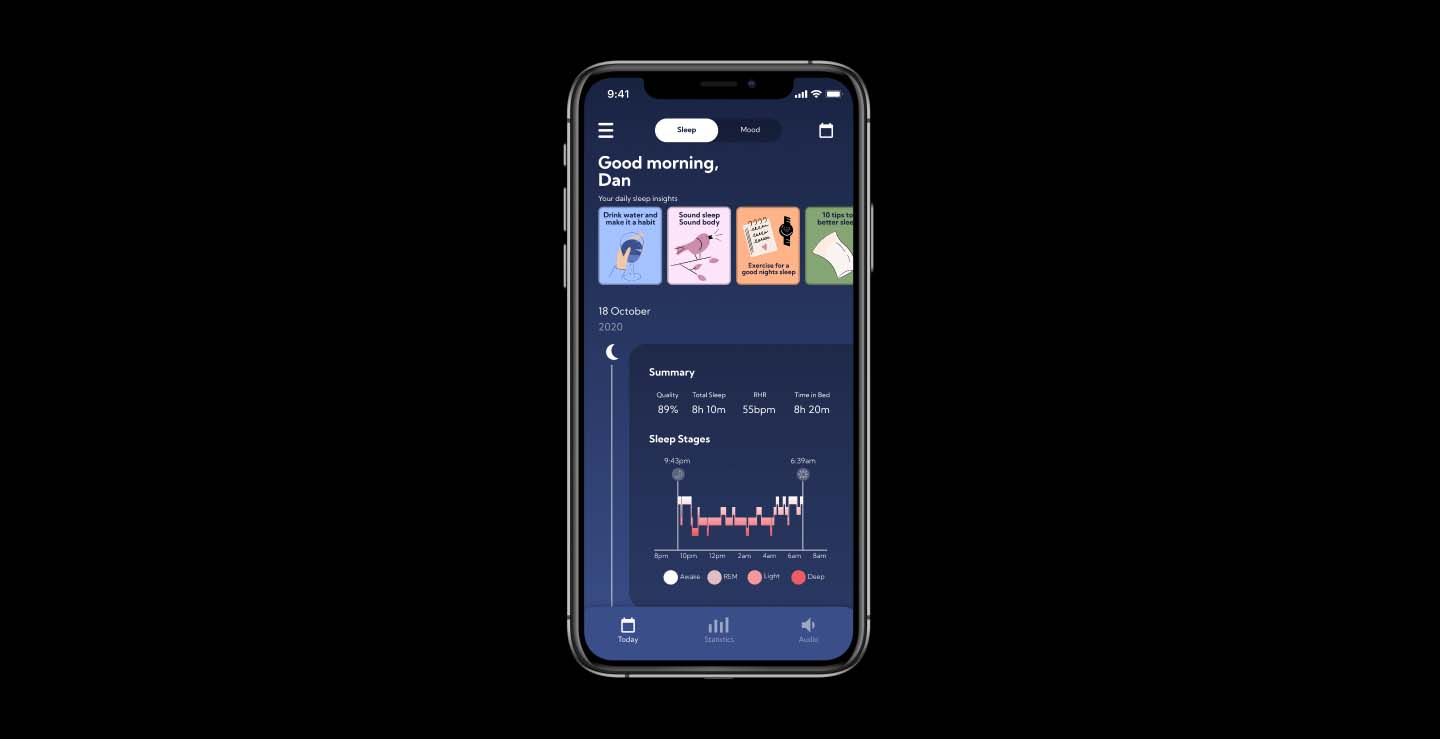 9:41
Sleep
Mood
Good morning,
Dan
Your daily sleep insights
Drink water and
make it a habit
Sound sleep
Sound body
Exercise for a
good nights sleep
10 tips to
better slee
18 October
2020
Summary
Quality
Total Sleep
RHR
Time in Bed
89%
8h 10m
55bpm
8h 20m
Sleep Stages
9:43pm
6:39am
8pm
10pm
12pm
2am
4am
6am
8am
Awake
REM
Light
Deep
Today
Statistics
Audio